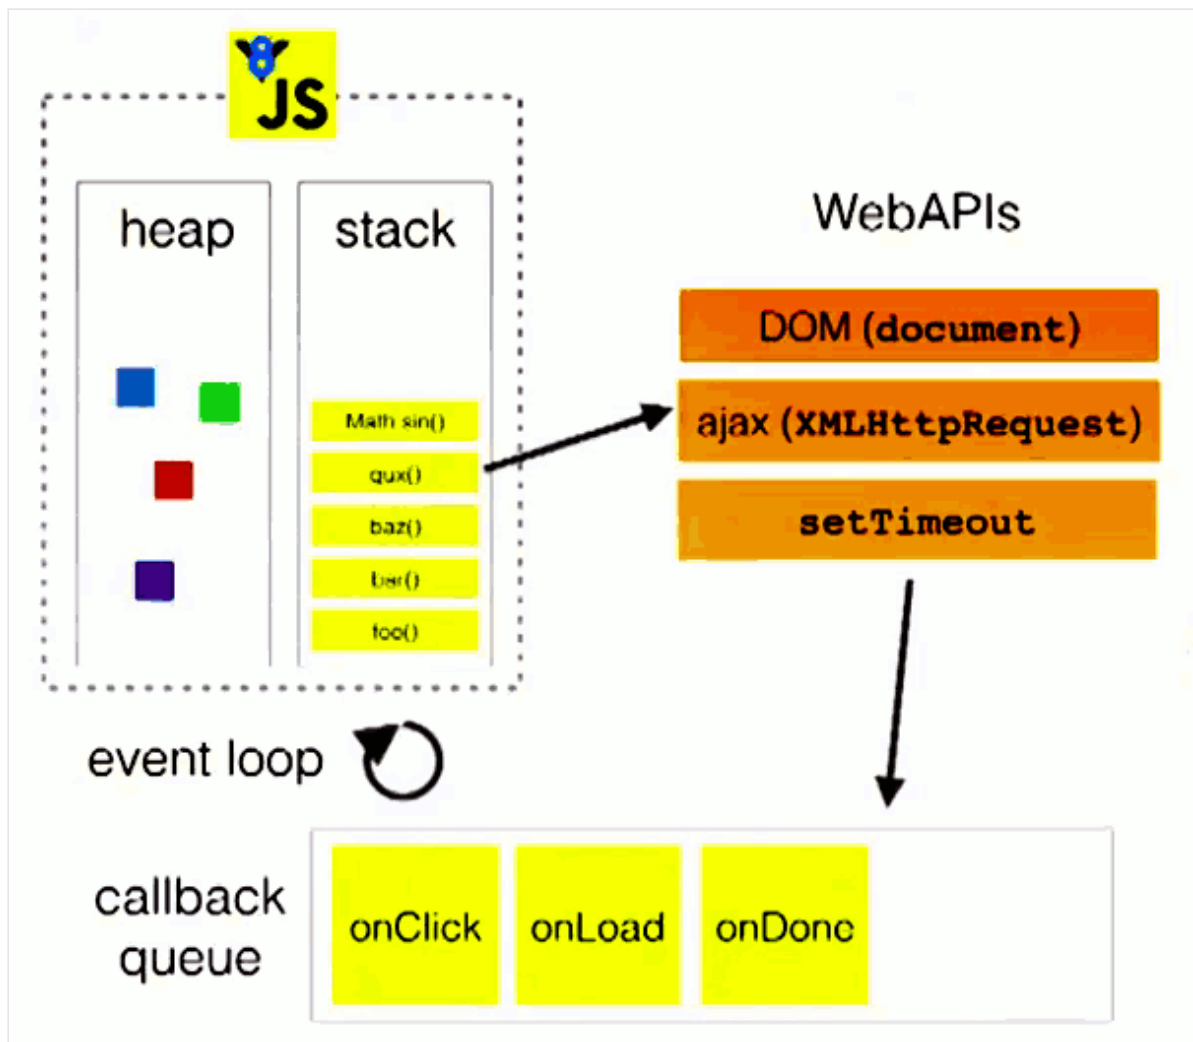 8
JS
heap
stack
Math sin()
qux()
baz()
bar()
foo()
WebAPIs
DOM (document)
ajax (XMLHttpRequest)
setTimeout
event loop
callback
queue
onClick
onLoad
onDone